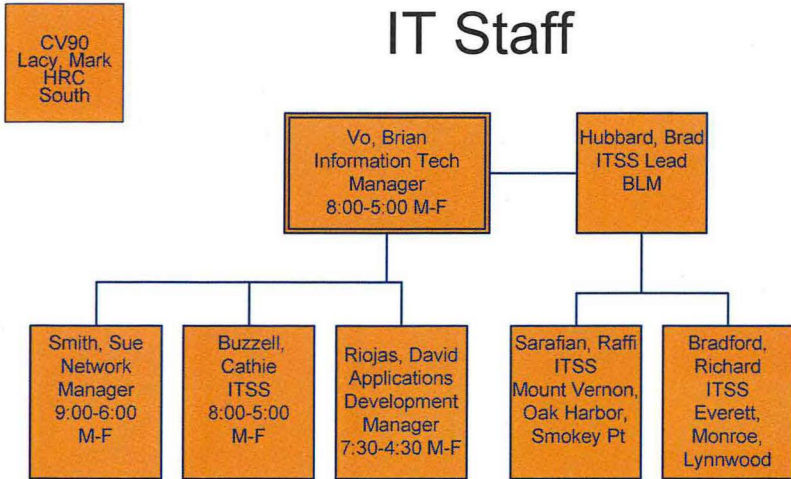 IT Staff
CV90
Lacy, Mark
HRC
South
Vo, Brian
Information Tech
Manager
8:00-5:00 M-F
Hubbard, Brad
ITSS Lead
BLM
Smith, Sue
Network
Manager
9:00-6:00
M-F
Buzzell,
Cathie
ITSS
8:00-5:00
M-F
Riojas, David
Applications
Development
Manager
7:30-4:30 M-F
Sarafian, Raffi
ITSS
Mount Vernon,
Oak Harbor,
Smokey Pt
Bradford,
Richard
ITSS
Everett,
Monroe,
Lynnwood